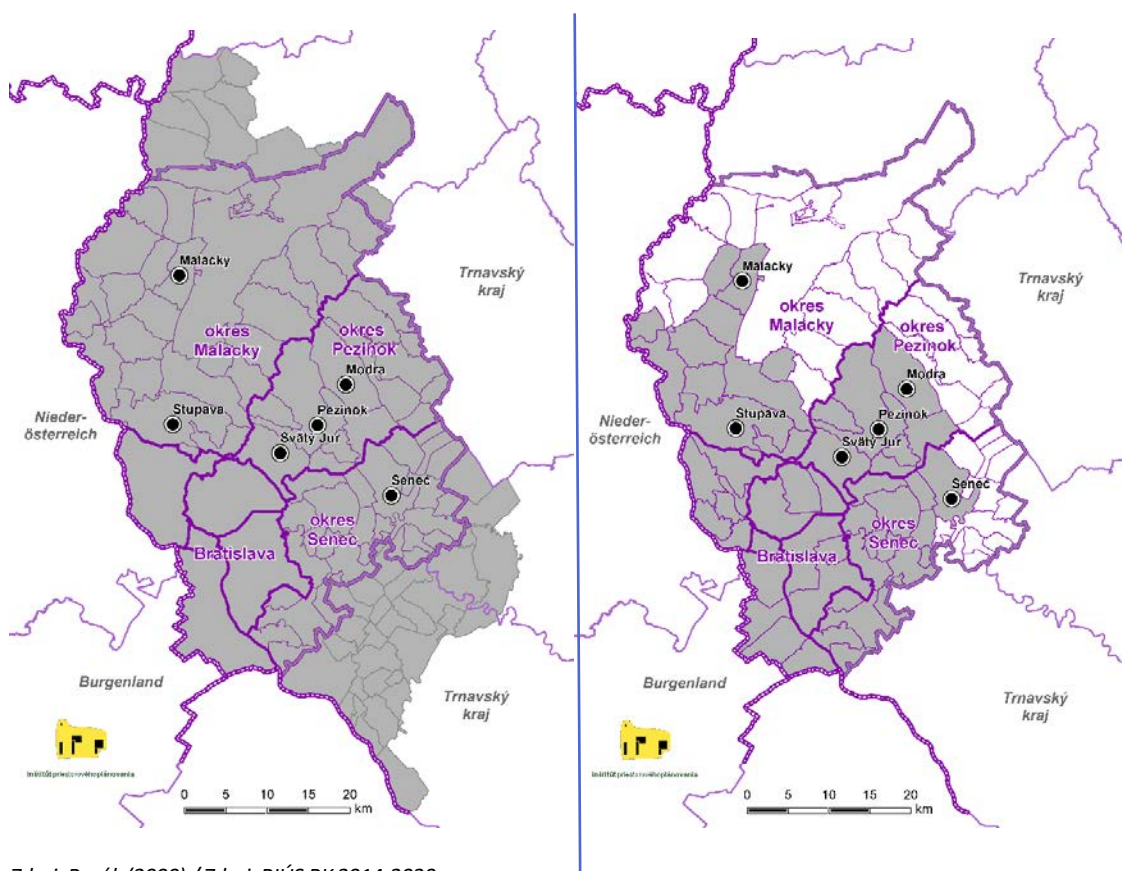 Malacky
Trnavský
kraj
okres
Malacky
okres
Pezinok
Modra
Nieder-
österreich
Stupava
Pezinok
Svätý Jur
Senec
okres
Senec
Bratislava
Burgenland
Trnavský
kraj
0 5 10 15 20
km
Malacky
Trnavský
kraj
okres
Malacky
okres
Pezinok
Modra
Nieder-
österreich
Stupava
Pezinok
Svätý Jur
Senec
okres
Senec
Bratislava
Burgenland
Trnavský
kraj
0 5 10 15 20
km